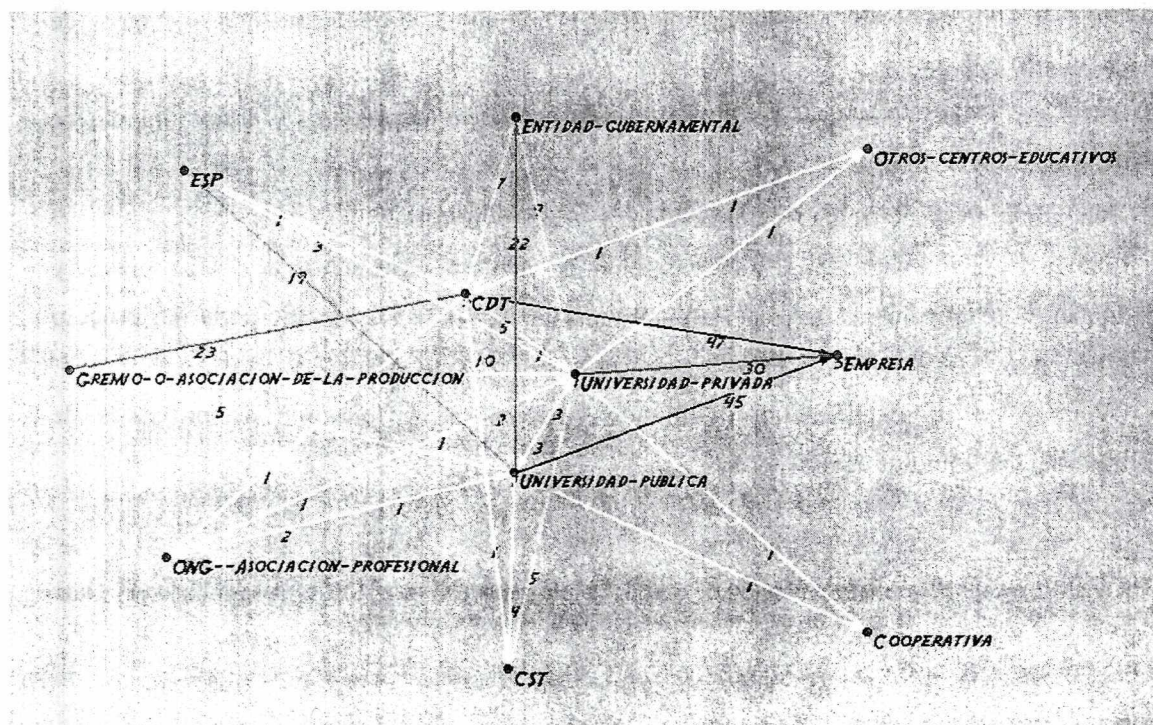 ENTIDAD-GUBERNAMENTAL
OTROS-CENTROS-EDUCATIVOS
ESP
1
3
22
1
1
1
19
CDT
5
47
23
10
30
EMPRESA
GREMIO-O-ASOCIACION-DE-LA-PRODUCCION
UNIVERSIDAD-PRIVADA
45
5
3
1
3
UNIVERSIDAD-PUBLICA
1
1
1
2
ONG--ASOCIACION-PROFESIONAL
5
1
1
COOPERATIVA
CST